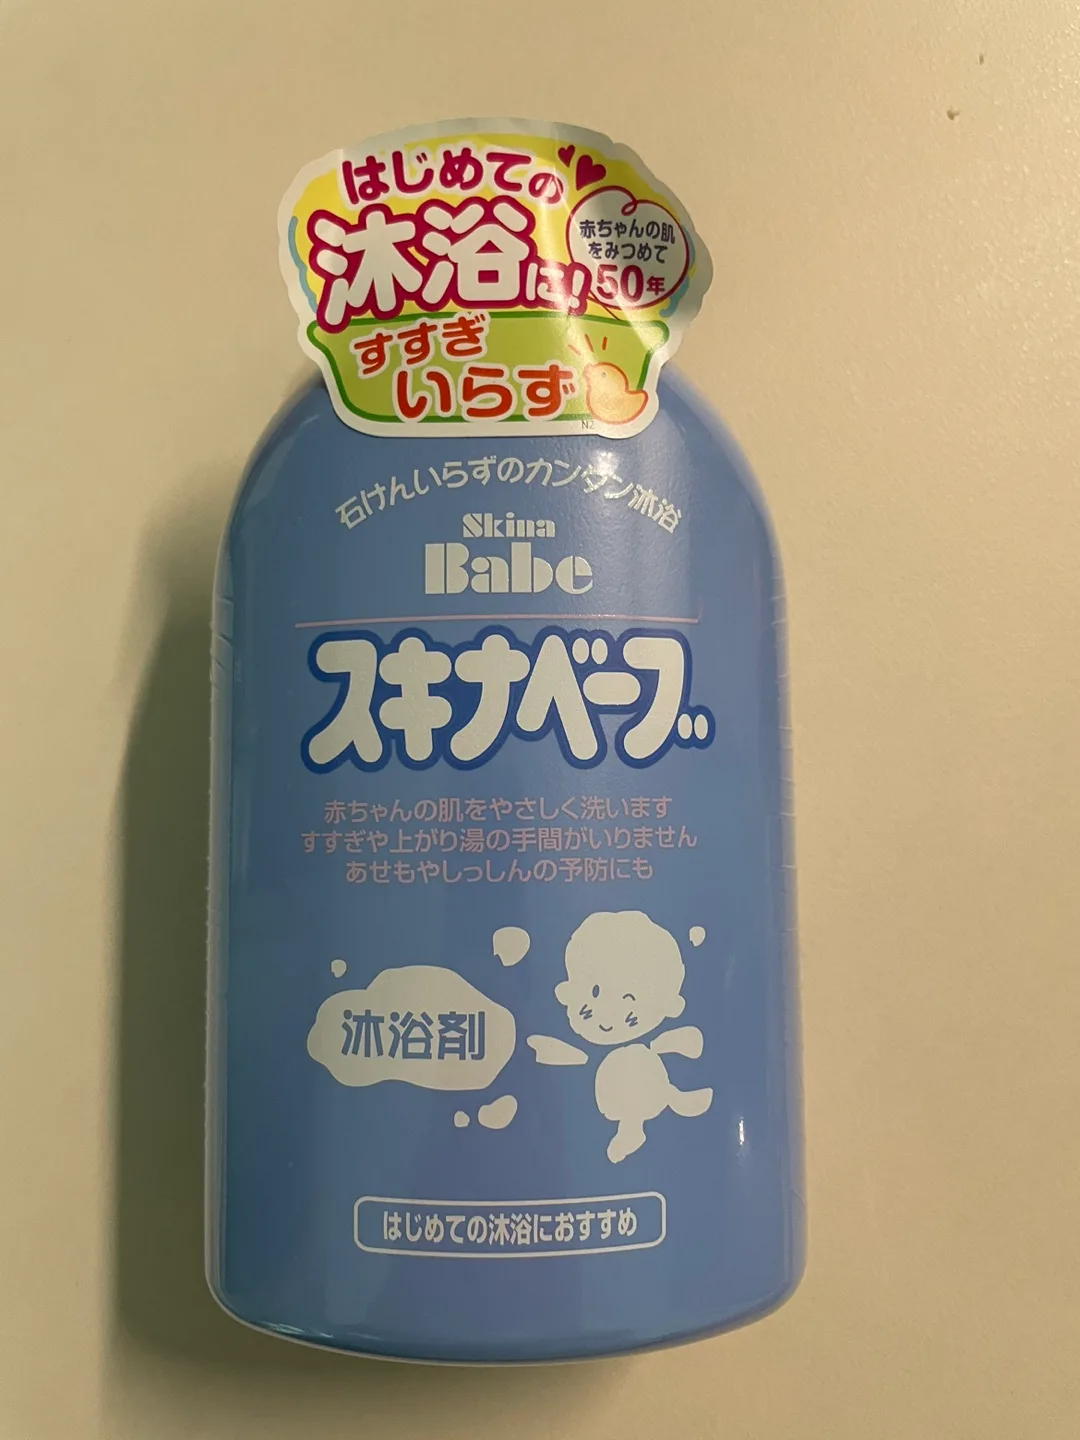 はじめての
沐浴に!
赤ちゃんの肌
をみつめて
50年
すすぎ
いらず
N2
石けんいらずのカンタン沐浴
Skina
Babe
スキナベーブ
赤ちゃんの肌をやさしく洗います
すすぎや上がり湯の手間がいりません
あせもやしっしんの予防にも
沐浴剤
はじめての沐浴におすすめ